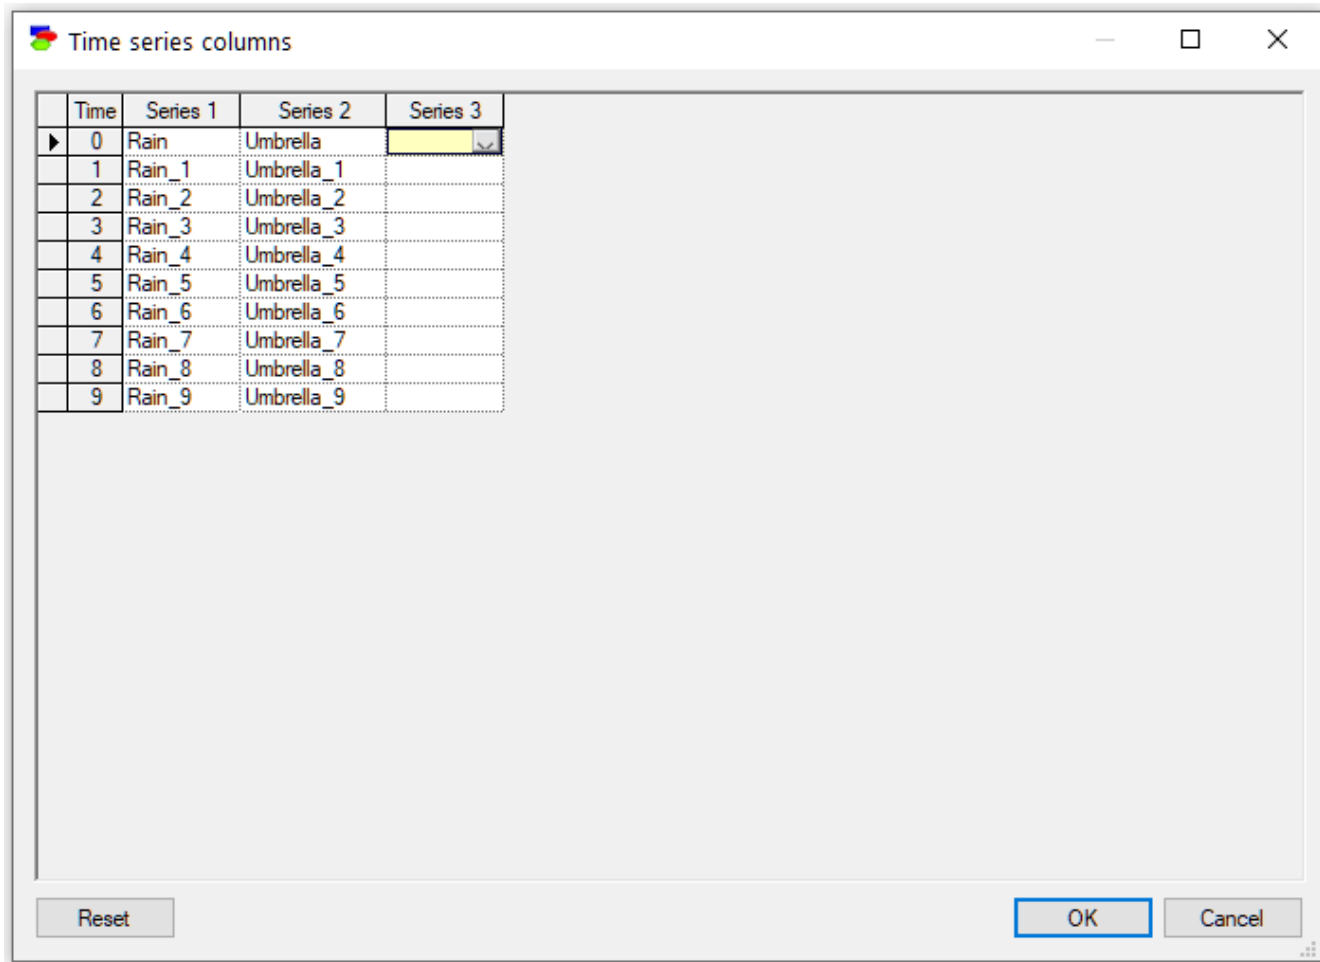 Time series columns
Time Series 1 Series 2 Series 3
0 Rain Umbrella
1 Rain_1 Umbrella_1
2 Rain_2 Umbrella_2
3 Rain_3 Umbrella_3
4 Rain_4 Umbrella_4
5 Rain_5 Umbrella_5
6 Rain_6 Umbrella_6
7 Rain_7 Umbrella_7
8 Rain_8 Umbrella_8
9 Rain_9 Umbrella_9
Reset OK Cancel